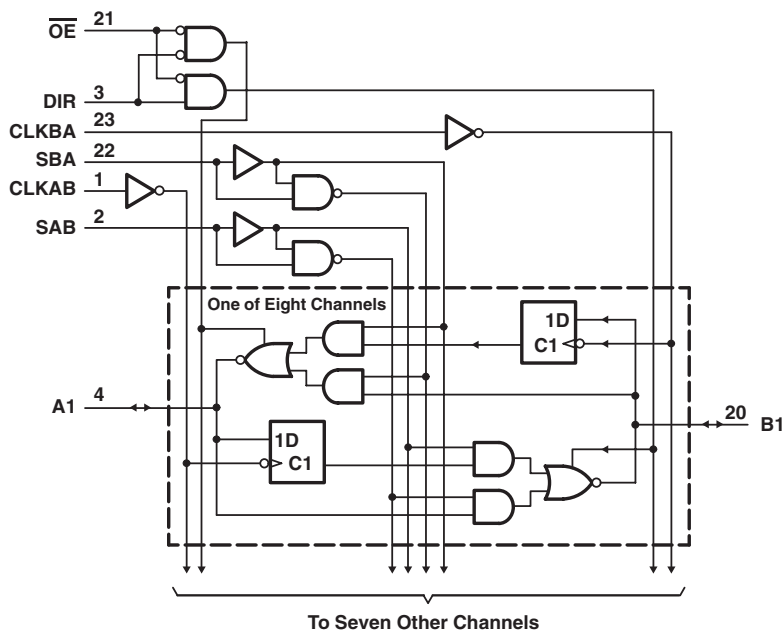 OE 21
DIR 3
CLKBA 23
SBA 22
CLKAB 1
SAB 2
One of Eight Channels
1D
C1
A1 4
20 B1
1D
C1
To Seven Other Channels